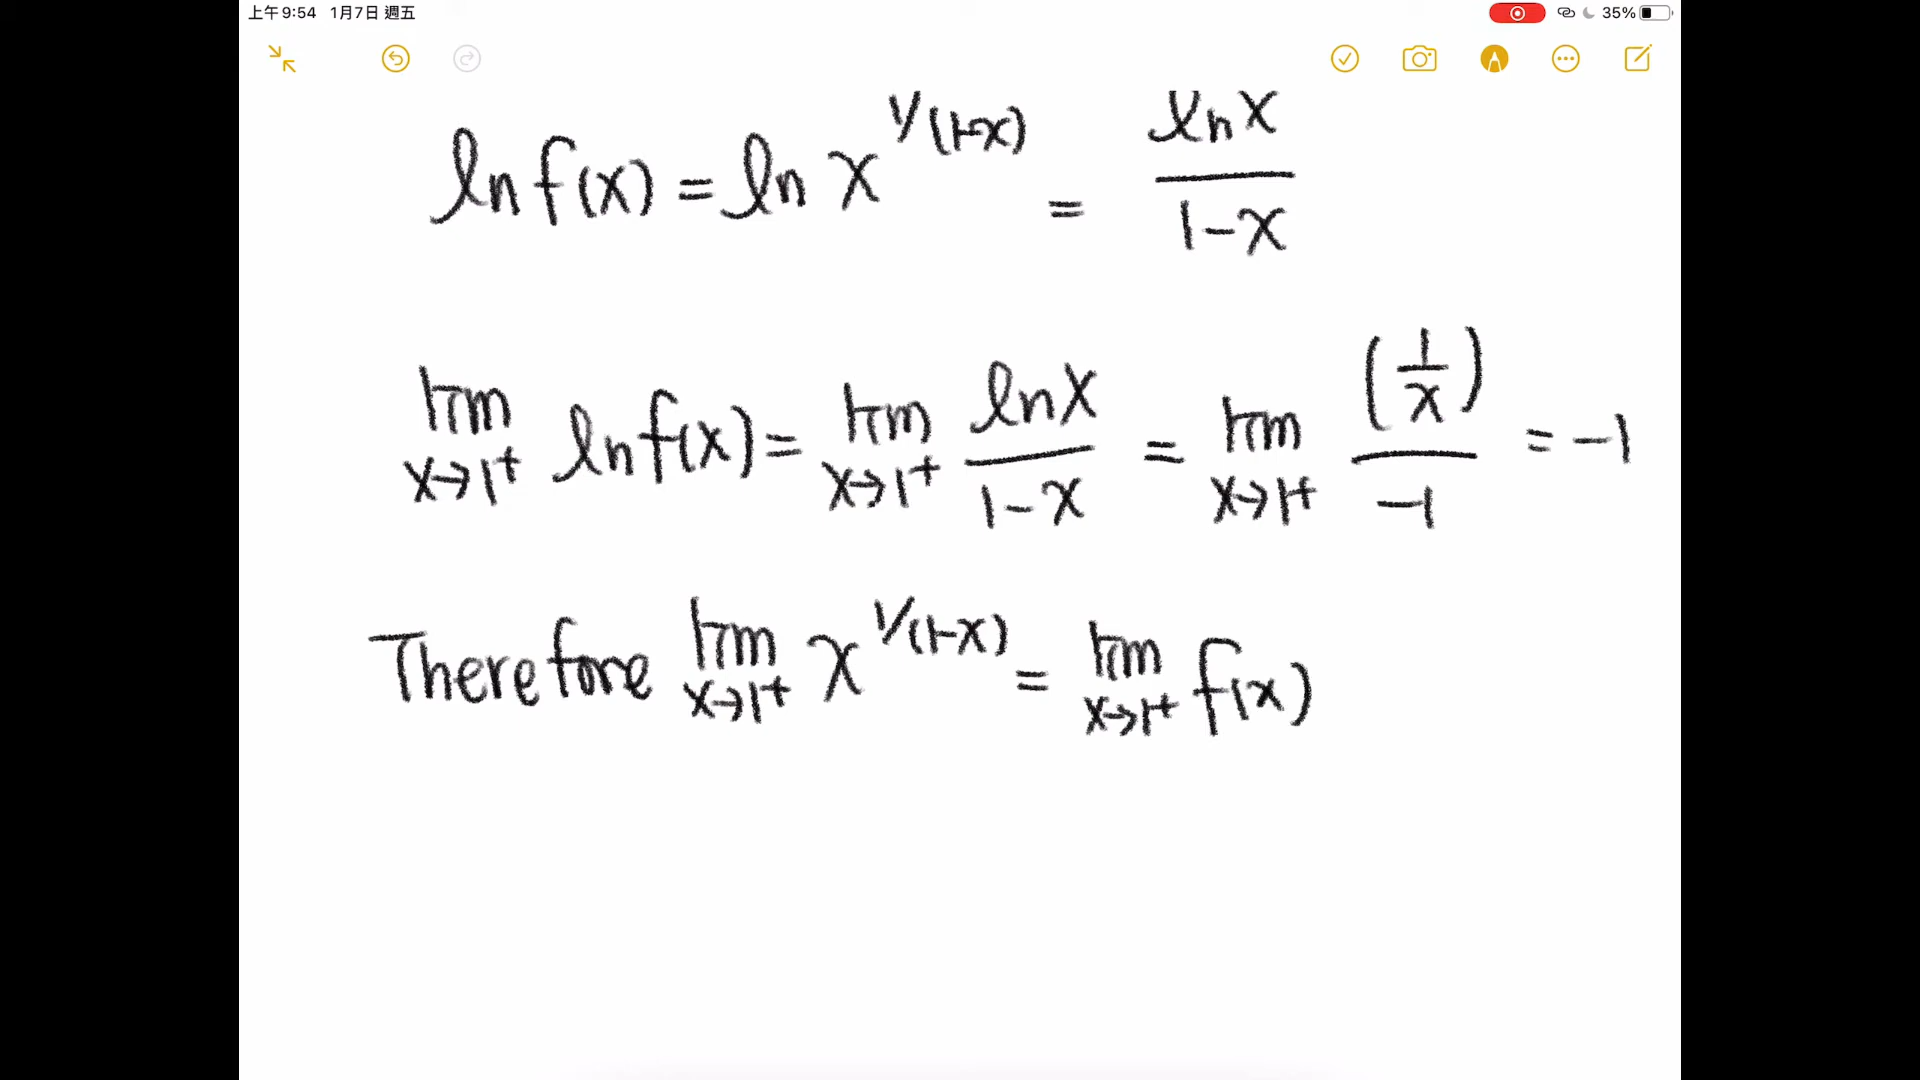 上午9:54 1月7日 週五 35%
ln f(x) = ln x^1/(1-x) = ln x / 1-x
lim x→1⁺ ln f(x) = lim x→1⁺ ln x / 1-x = lim x→1⁺ (1/x) / -1 = -1
Therefore lim x→1⁺ x^1/(1-x) = lim x→1⁺ f(x)